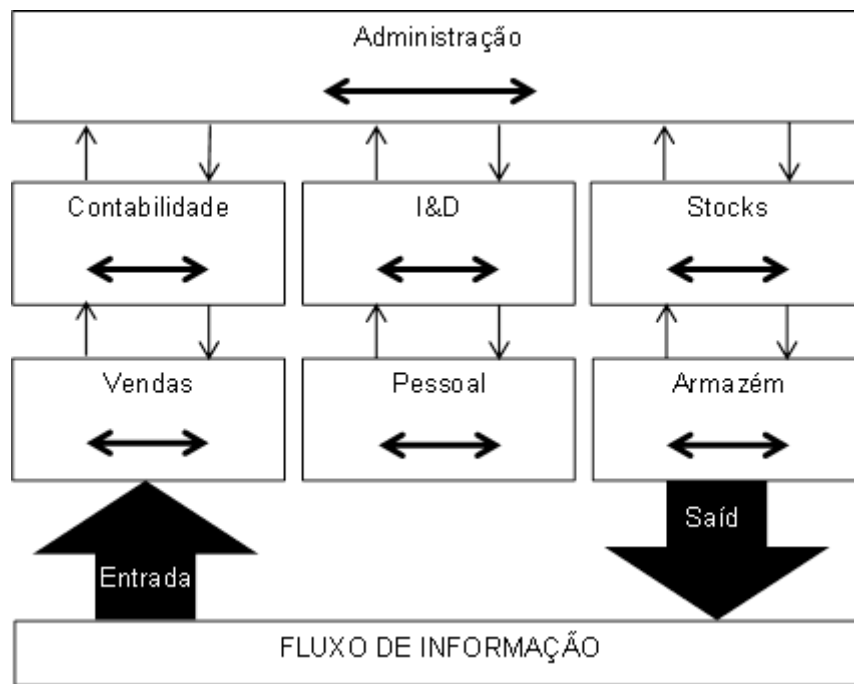 Administração
Contabilidade
I&D
Stocks
Vendas
Pessoal
Armazém
Entrada
Saíd
FLUXO DE INFORMAÇÃO